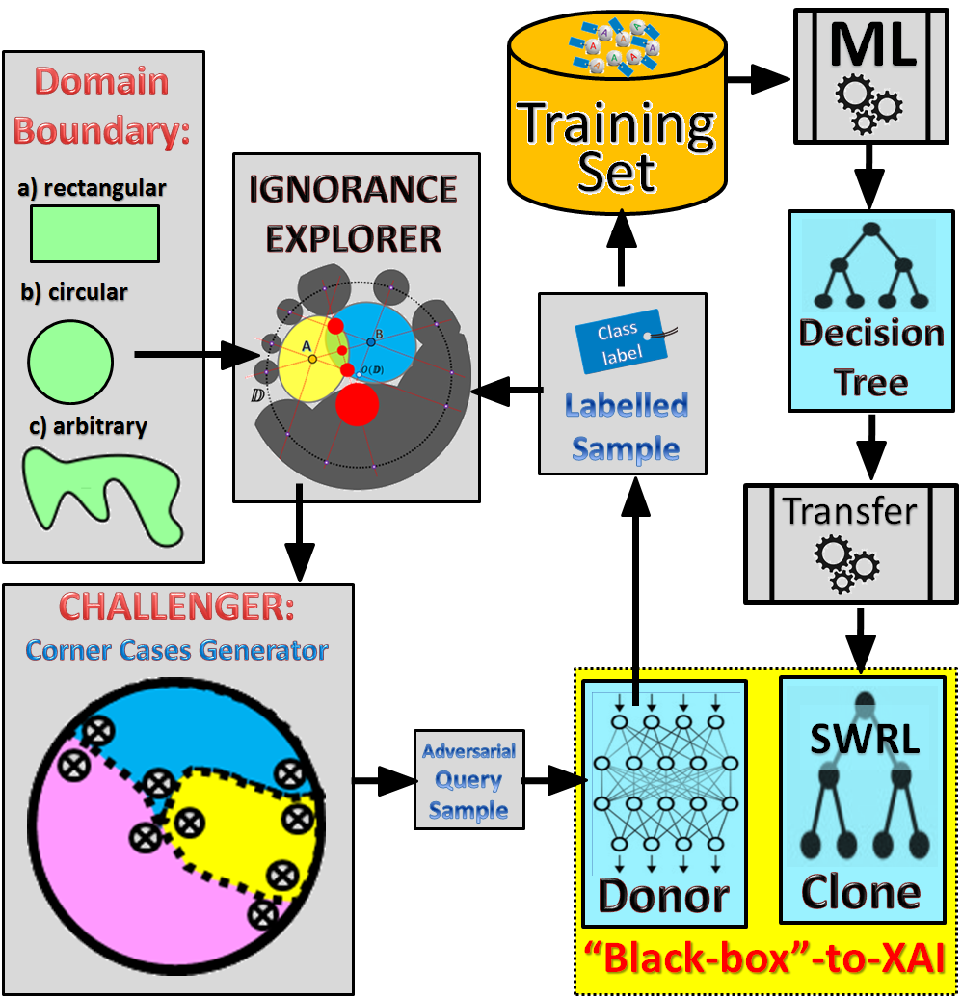 Domain
Boundary:
a) rectangular
b) circular
c) arbitrary
IGNORANCE
EXPLORER
A
B
O(D)
𝔻
Training
Set
A
A
A
A
A
A
A
A
ML
Class
label
Labelled
Sample
Decision
Tree
Transfer
CHALLENGER:
Corner Cases Generator
Adversarial
Query
Sample
Donor
SWRL
Clone
“Black-box”-to-XAI